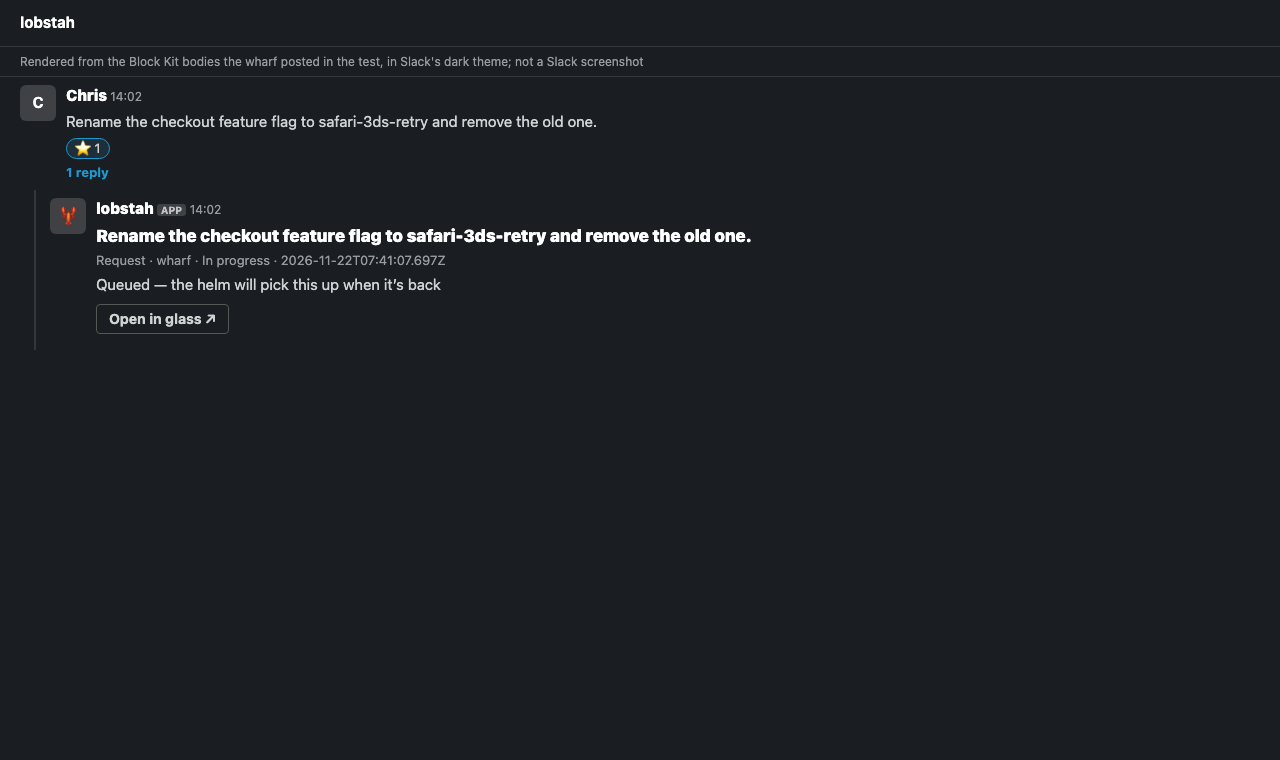 lobstah
Rendered from the Block Kit bodies the wharf posted in the test, in Slack's dark theme; not a Slack screenshot
C
Chris 14:02
Rename the checkout feature flag to safari-3ds-retry and remove the old one.
⭐ 1
1 reply
lobstah APP 14:02
Rename the checkout feature flag to safari-3ds-retry and remove the old one.
Request · wharf · In progress · 2026-11-22T07:41:07.697Z
Queued — the helm will pick this up when it’s back
Open in glass ↗